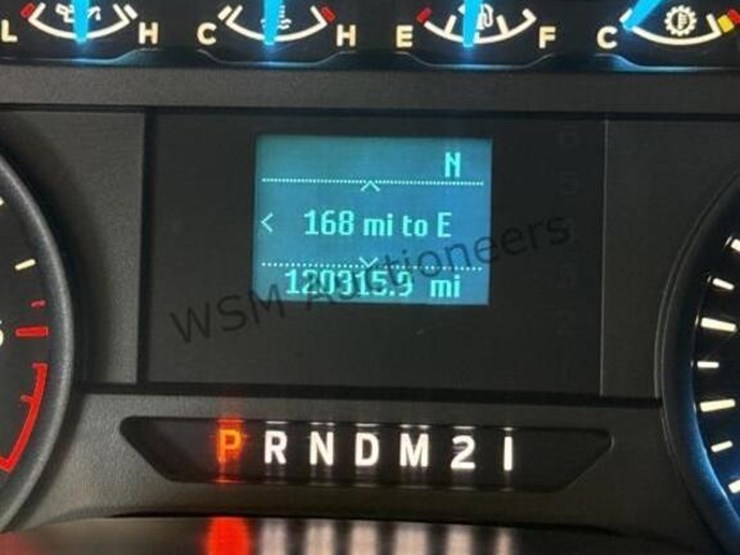 L H C H E F C
N
< 168 mi to E
120315.9 mi
WSM Auctioneers
P R N D M 2 1